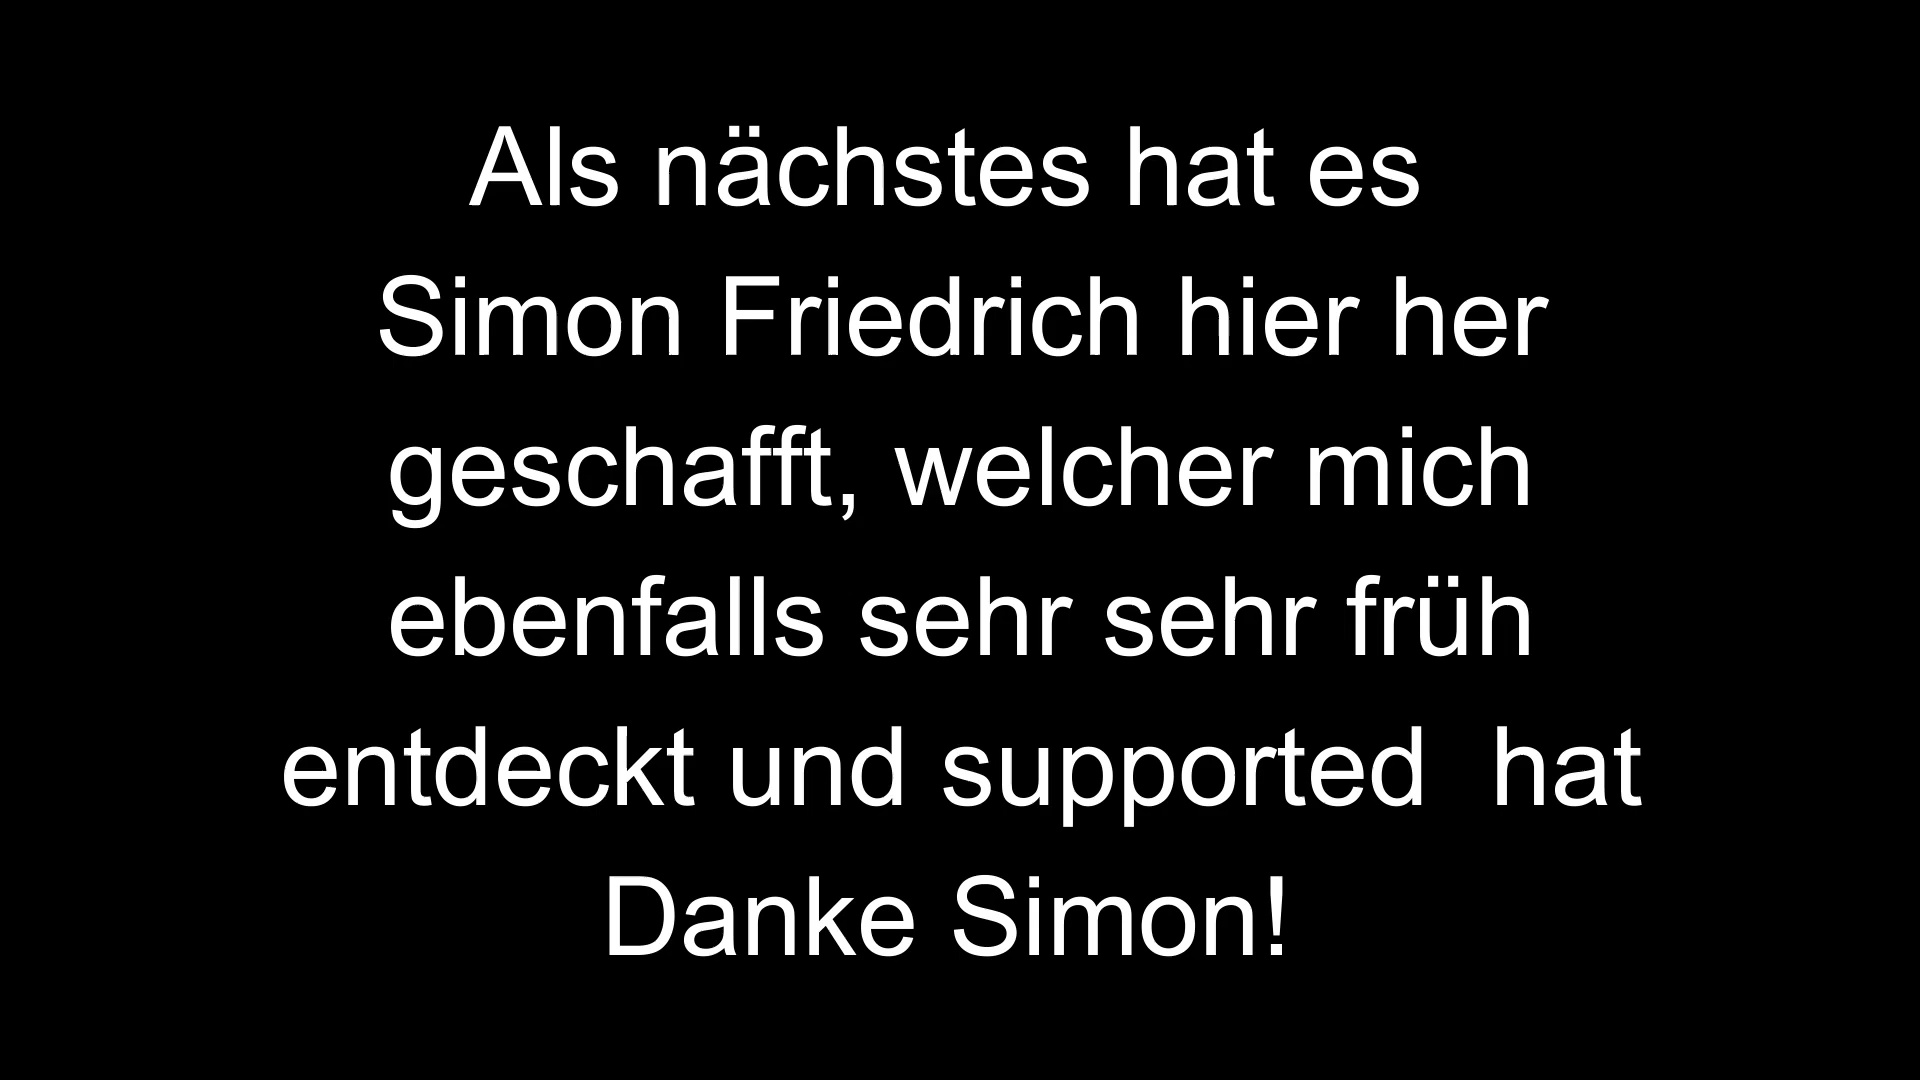 Als nächstes hat es
Simon Friedrich hier her
geschafft, welcher mich
ebenfalls sehr sehr früh
entdeckt und supported  hat
Danke Simon!